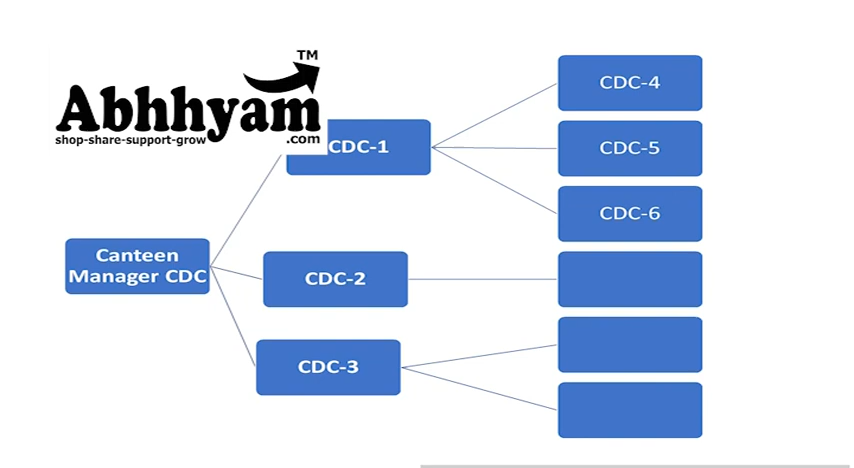 TM
Abhhyam
shop-share-support-grow
.com
Canteen
Manager CDC
CDC-1
CDC-2
CDC-3
CDC-4
CDC-5
CDC-6